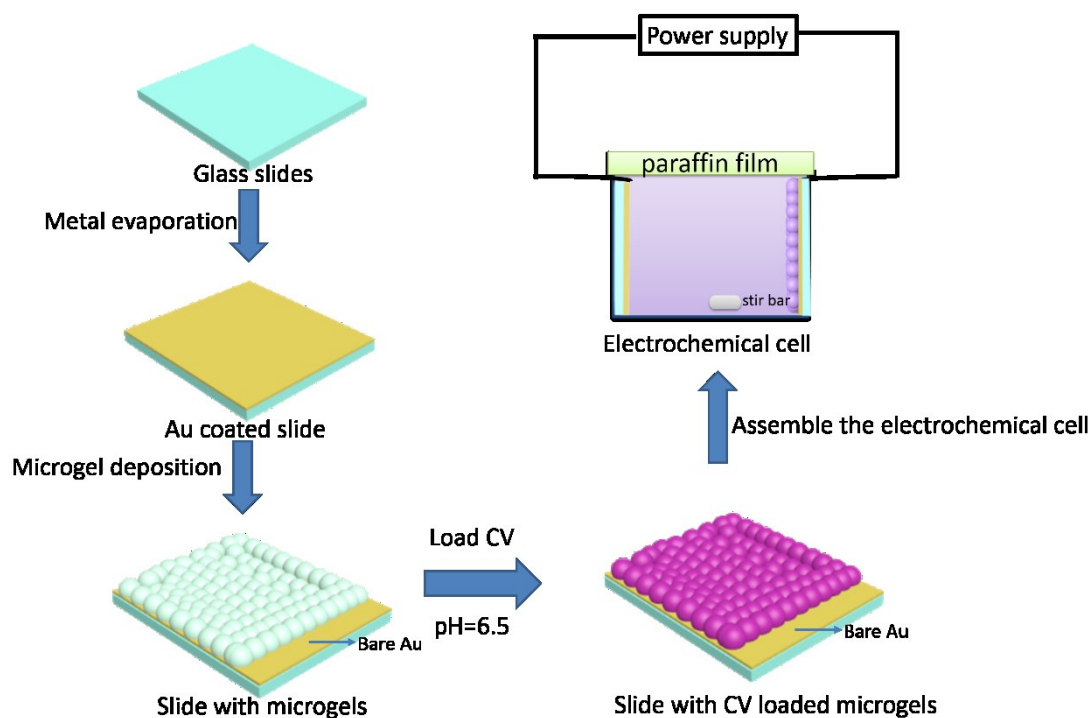 Glass slides
Metal evaporation
Au coated slide
Microgel deposition
Bare Au
Slide with microgels
Load CV
pH=6.5
Bare Au
Slide with CV loaded microgels
Assemble the electrochemical cell
Power supply
paraffin film
stir bar
Electrochemical cell